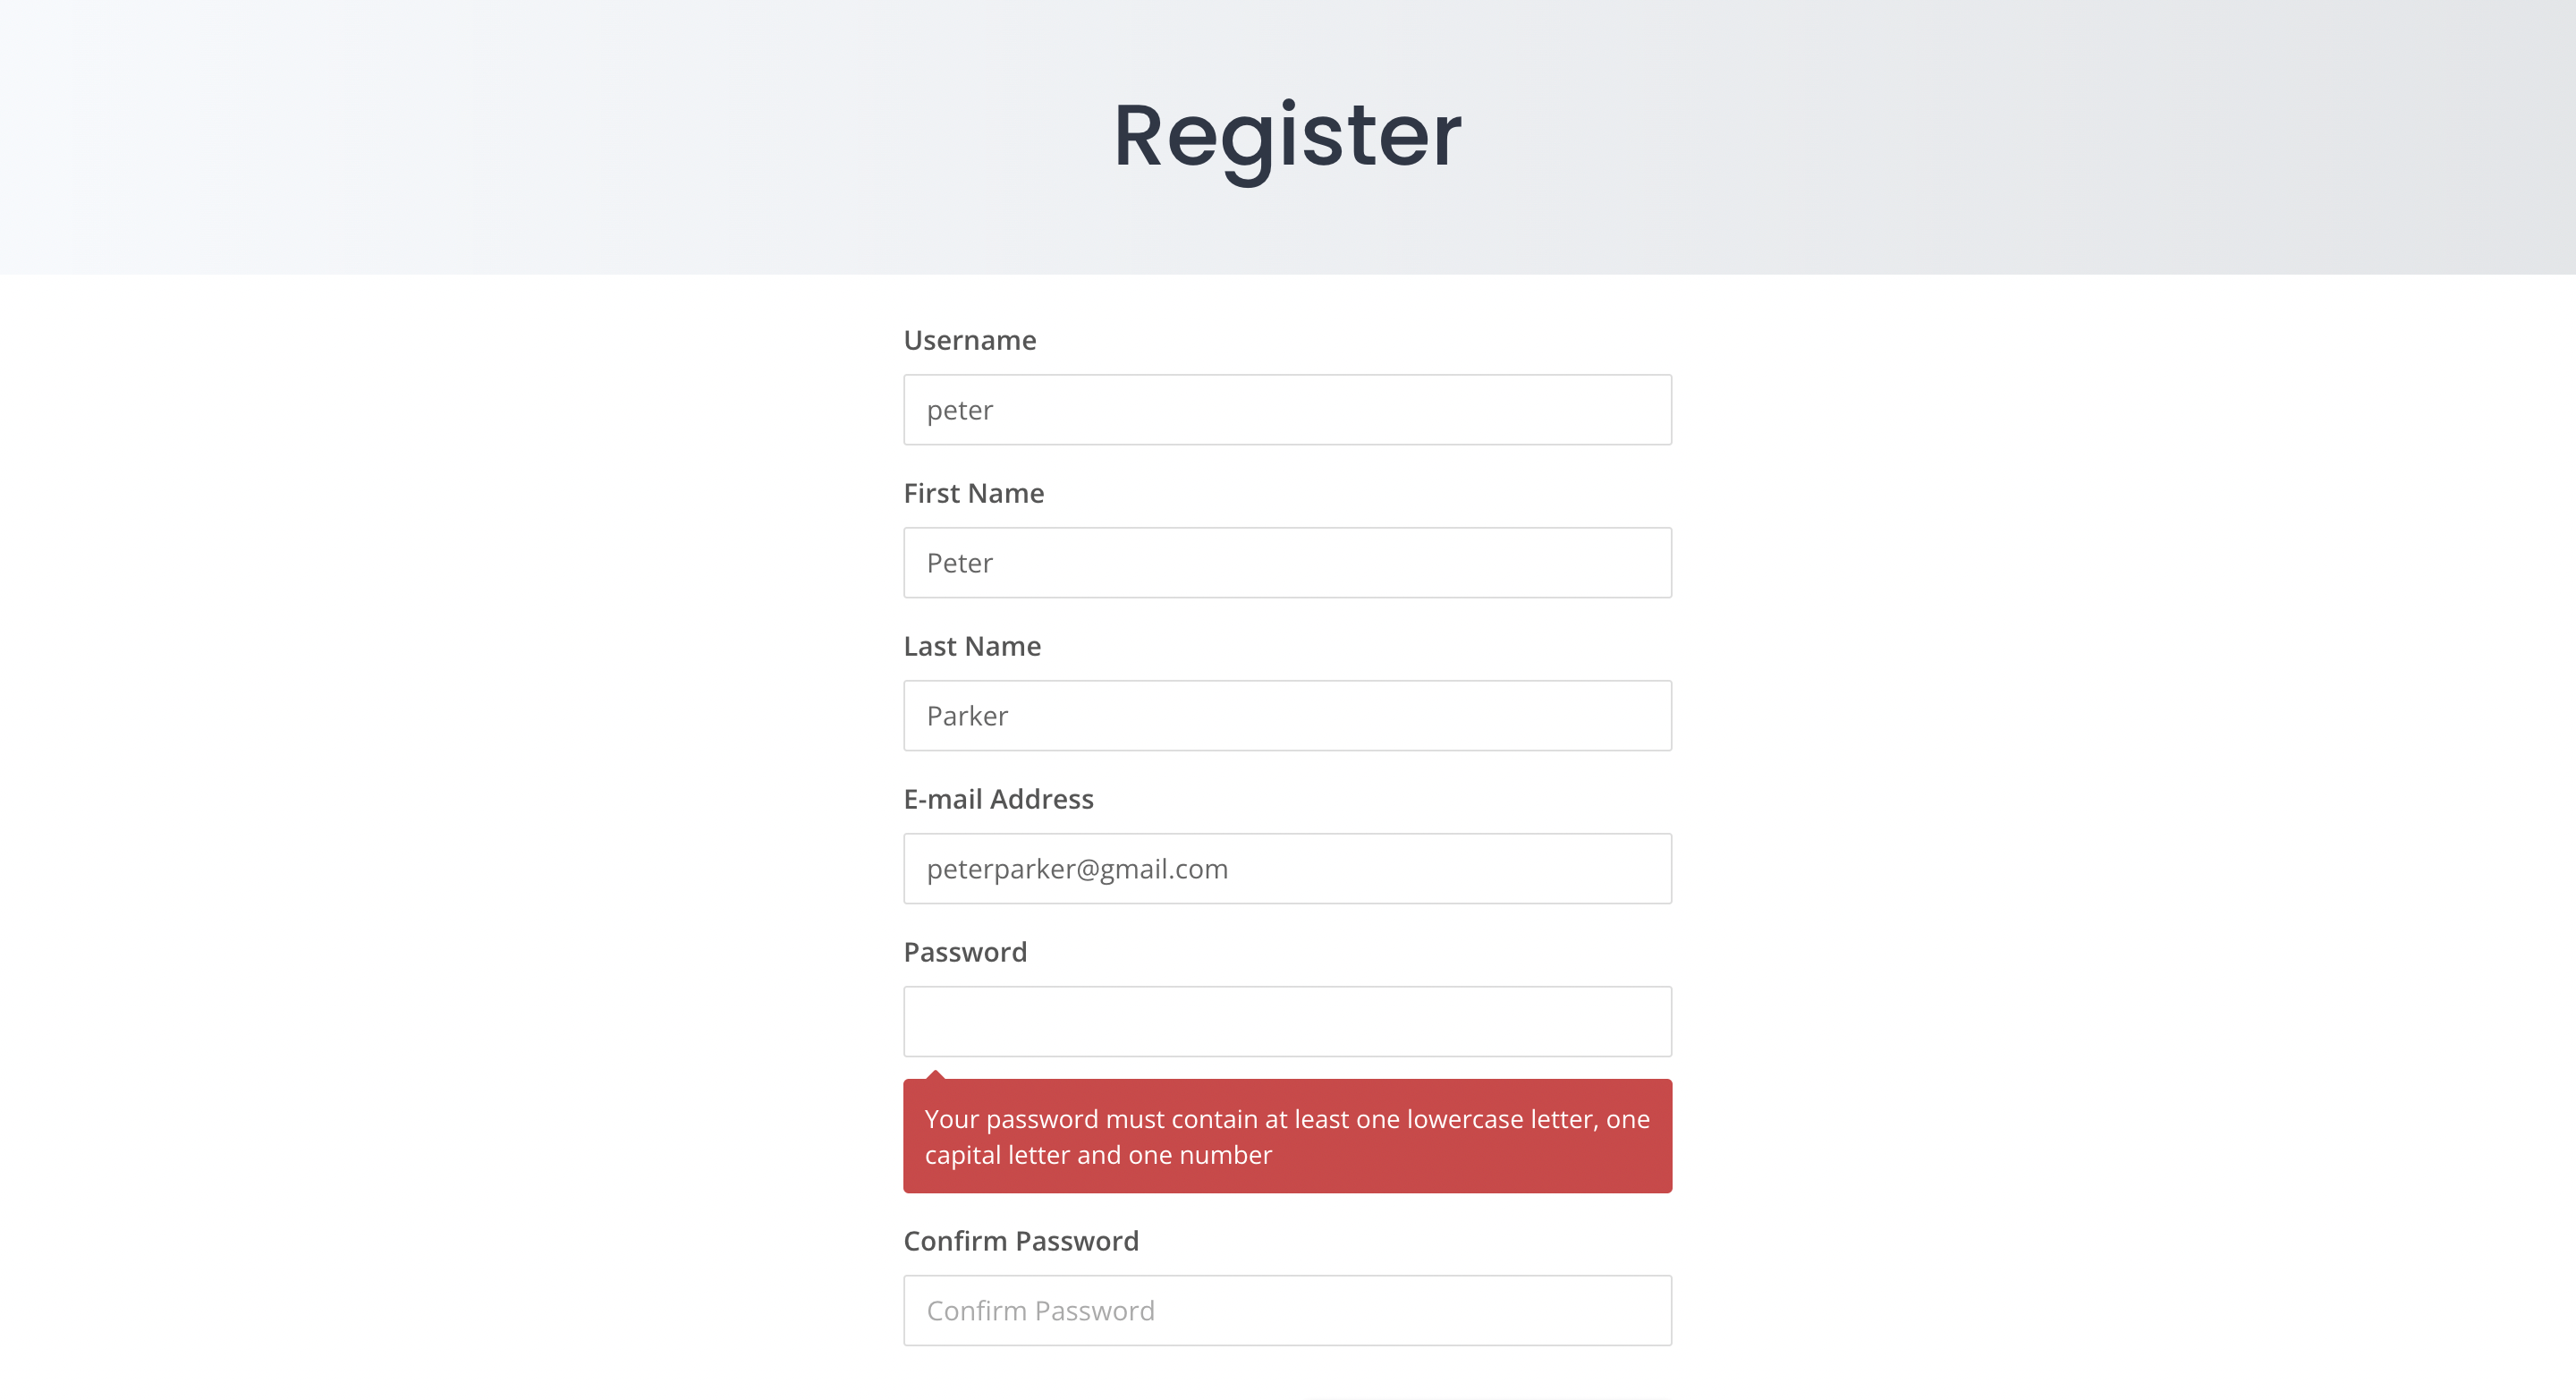 Register
Username
peter
First Name
Peter
Last Name
Parker
E-mail Address
peterparker@gmail.com
Password
Your password must contain at least one lowercase letter, one
capital letter and one number
Confirm Password
Confirm Password